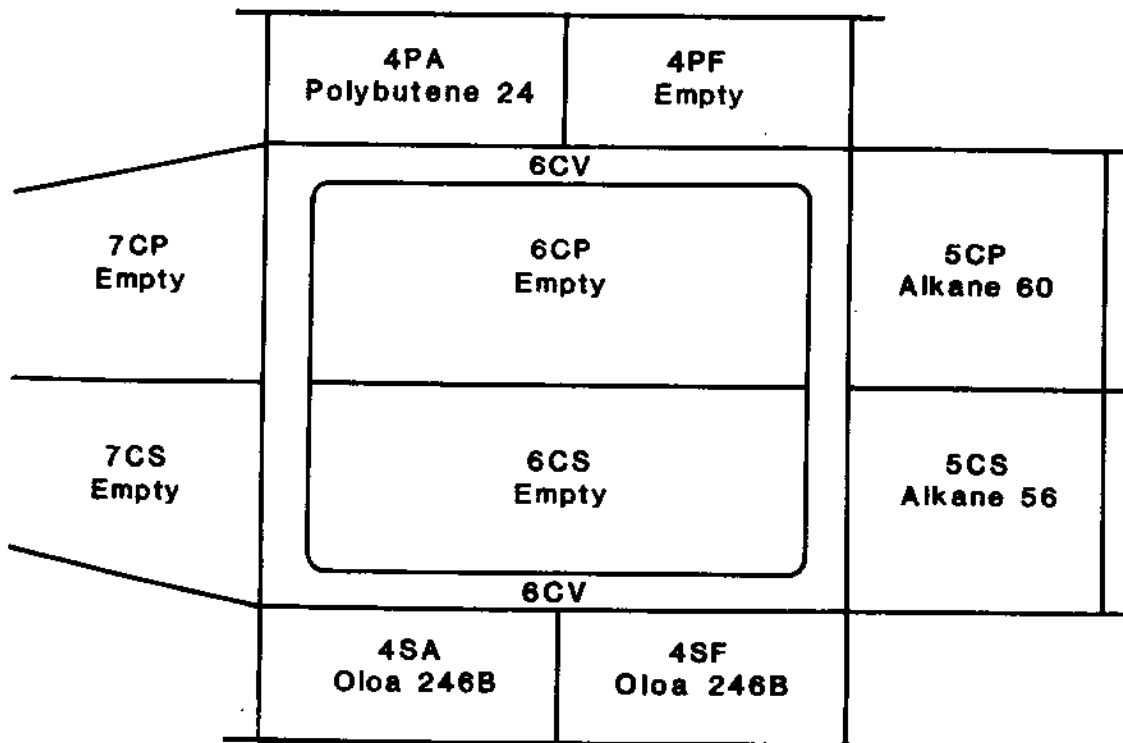 4PA
Polybutene 24
4PF
Empty
6CV
7CP
Empty
6CP
Empty
5CP
Alkane 60
7CS
Empty
6CS
Empty
5CS
Alkane 56
6CV
4SA
Oloa 246B
4SF
Oloa 246B